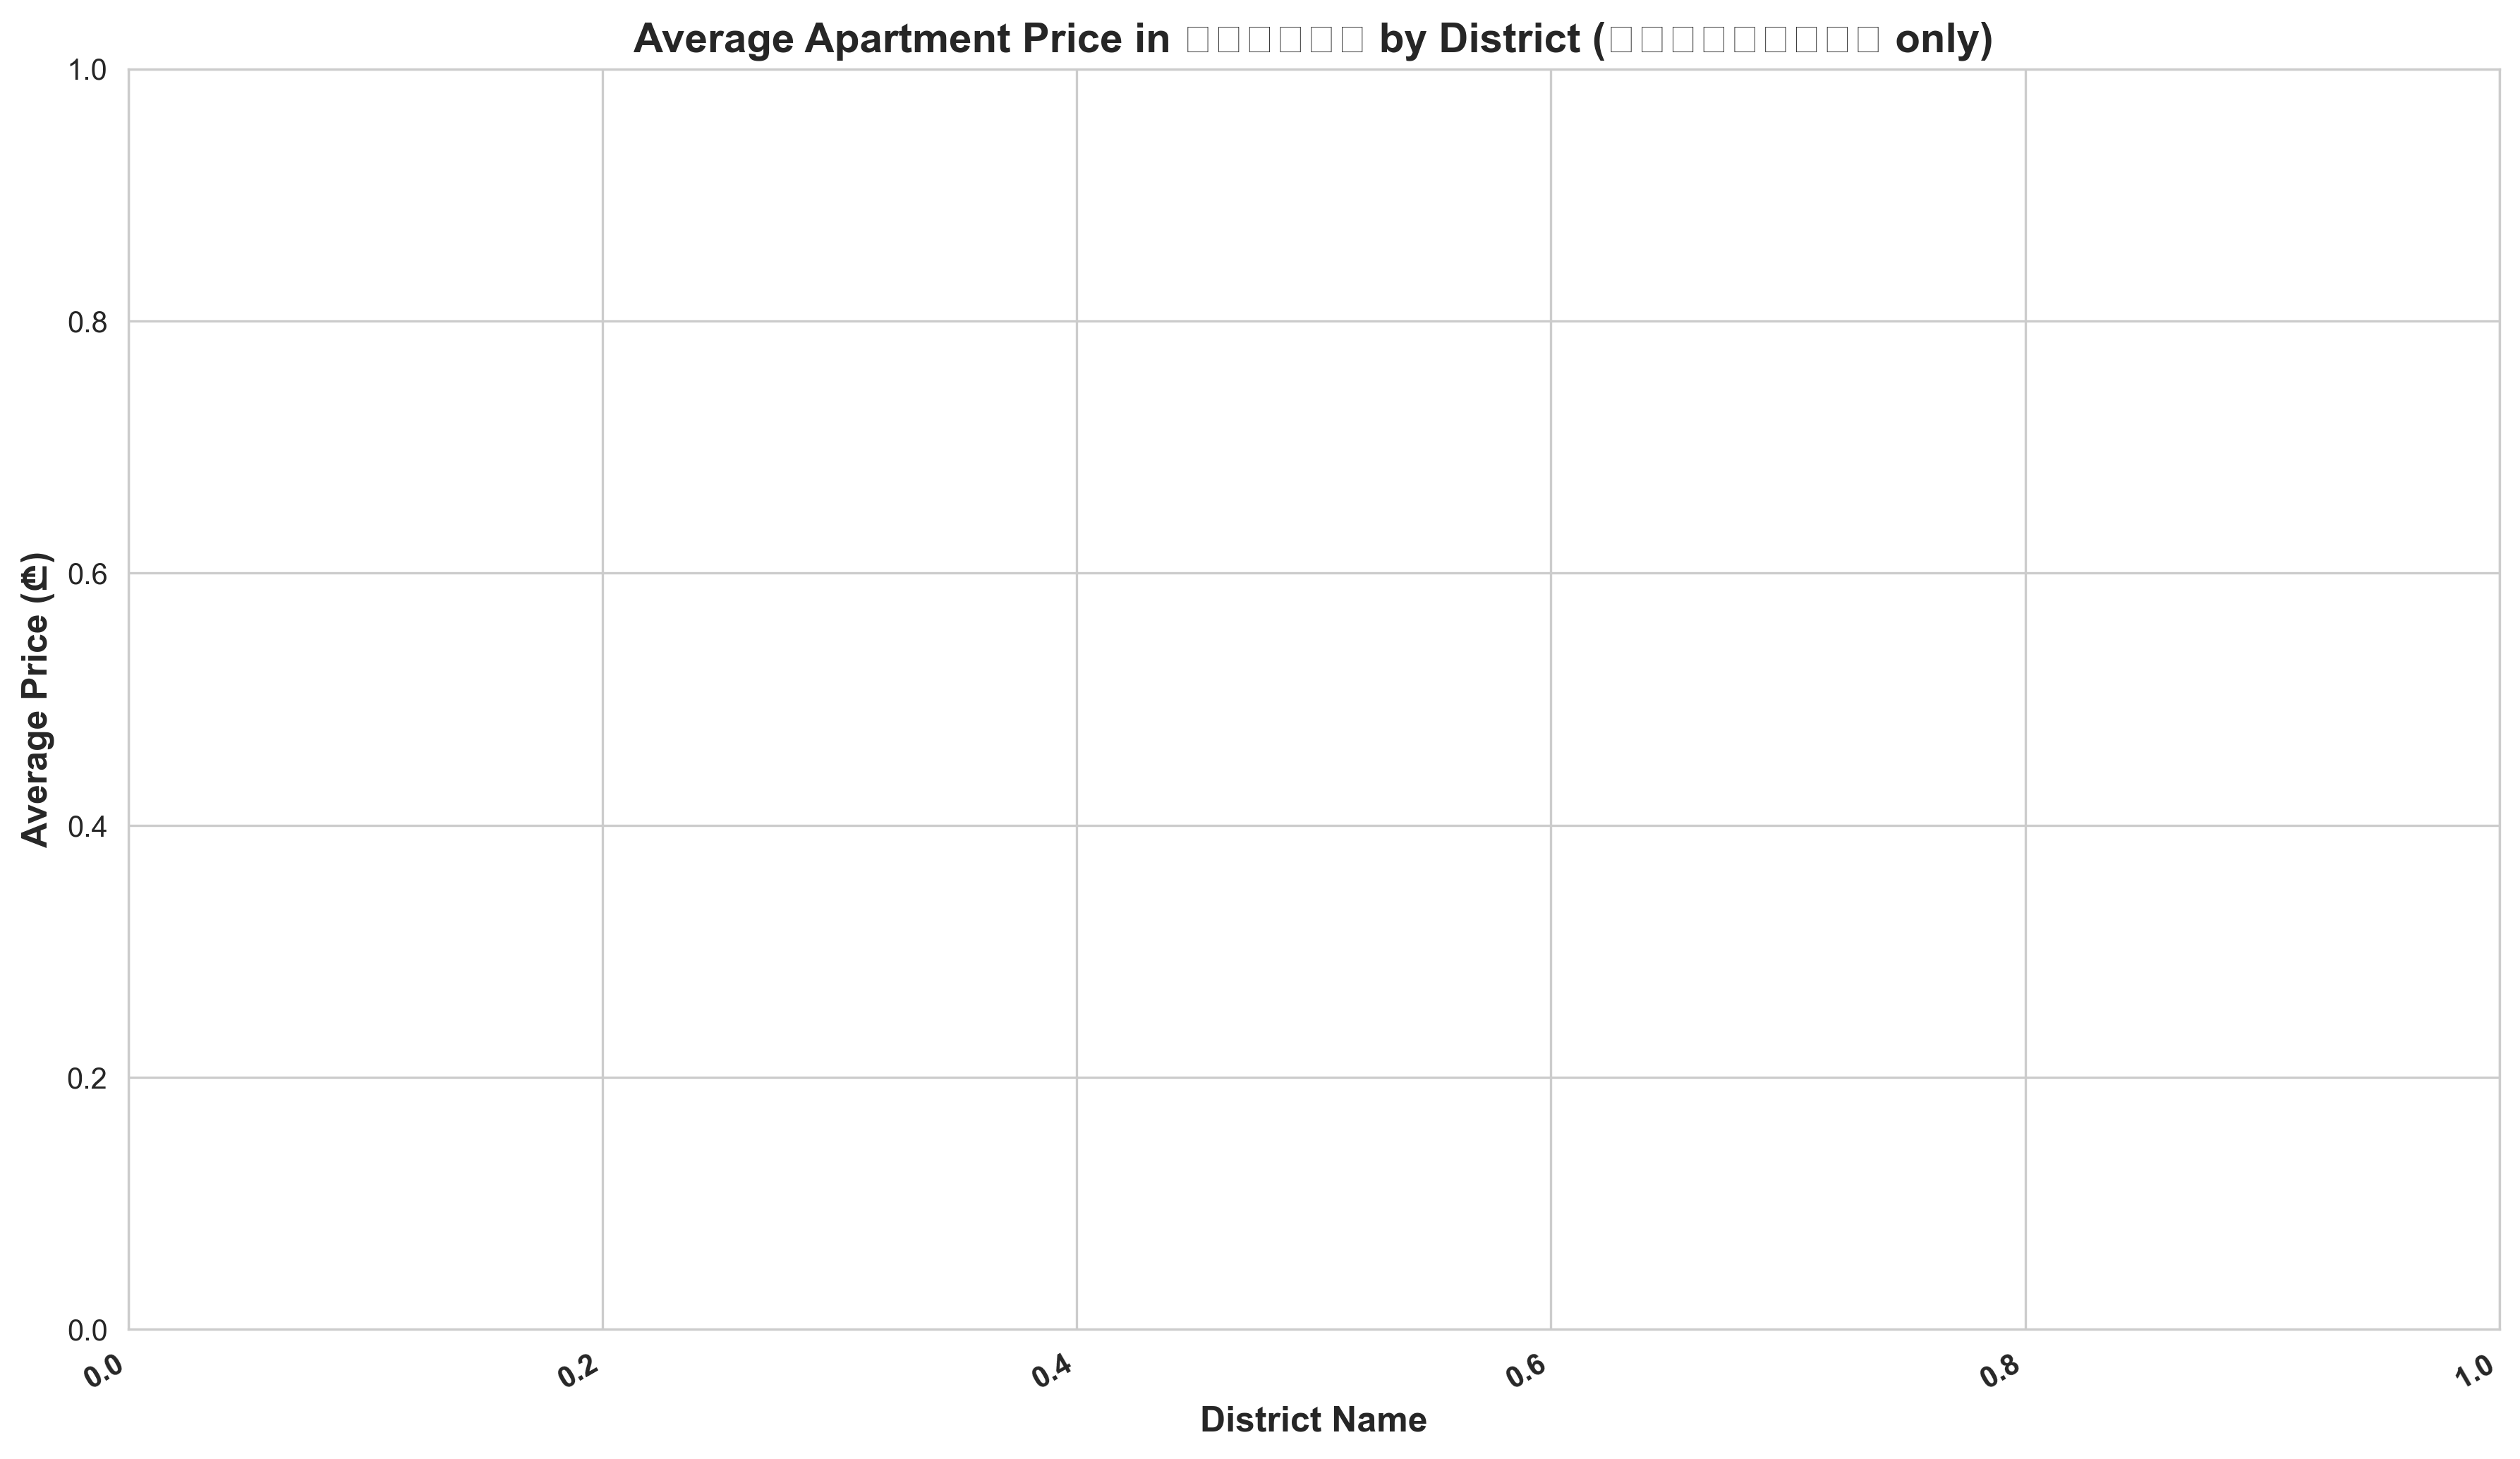 Average Apartment Price in by District ( only)
1.0
0.8
0.6
0.4
0.2
0.0
Average Price (₾)
0.0 0.2 0.4 0.6 0.8 1.0
District Name